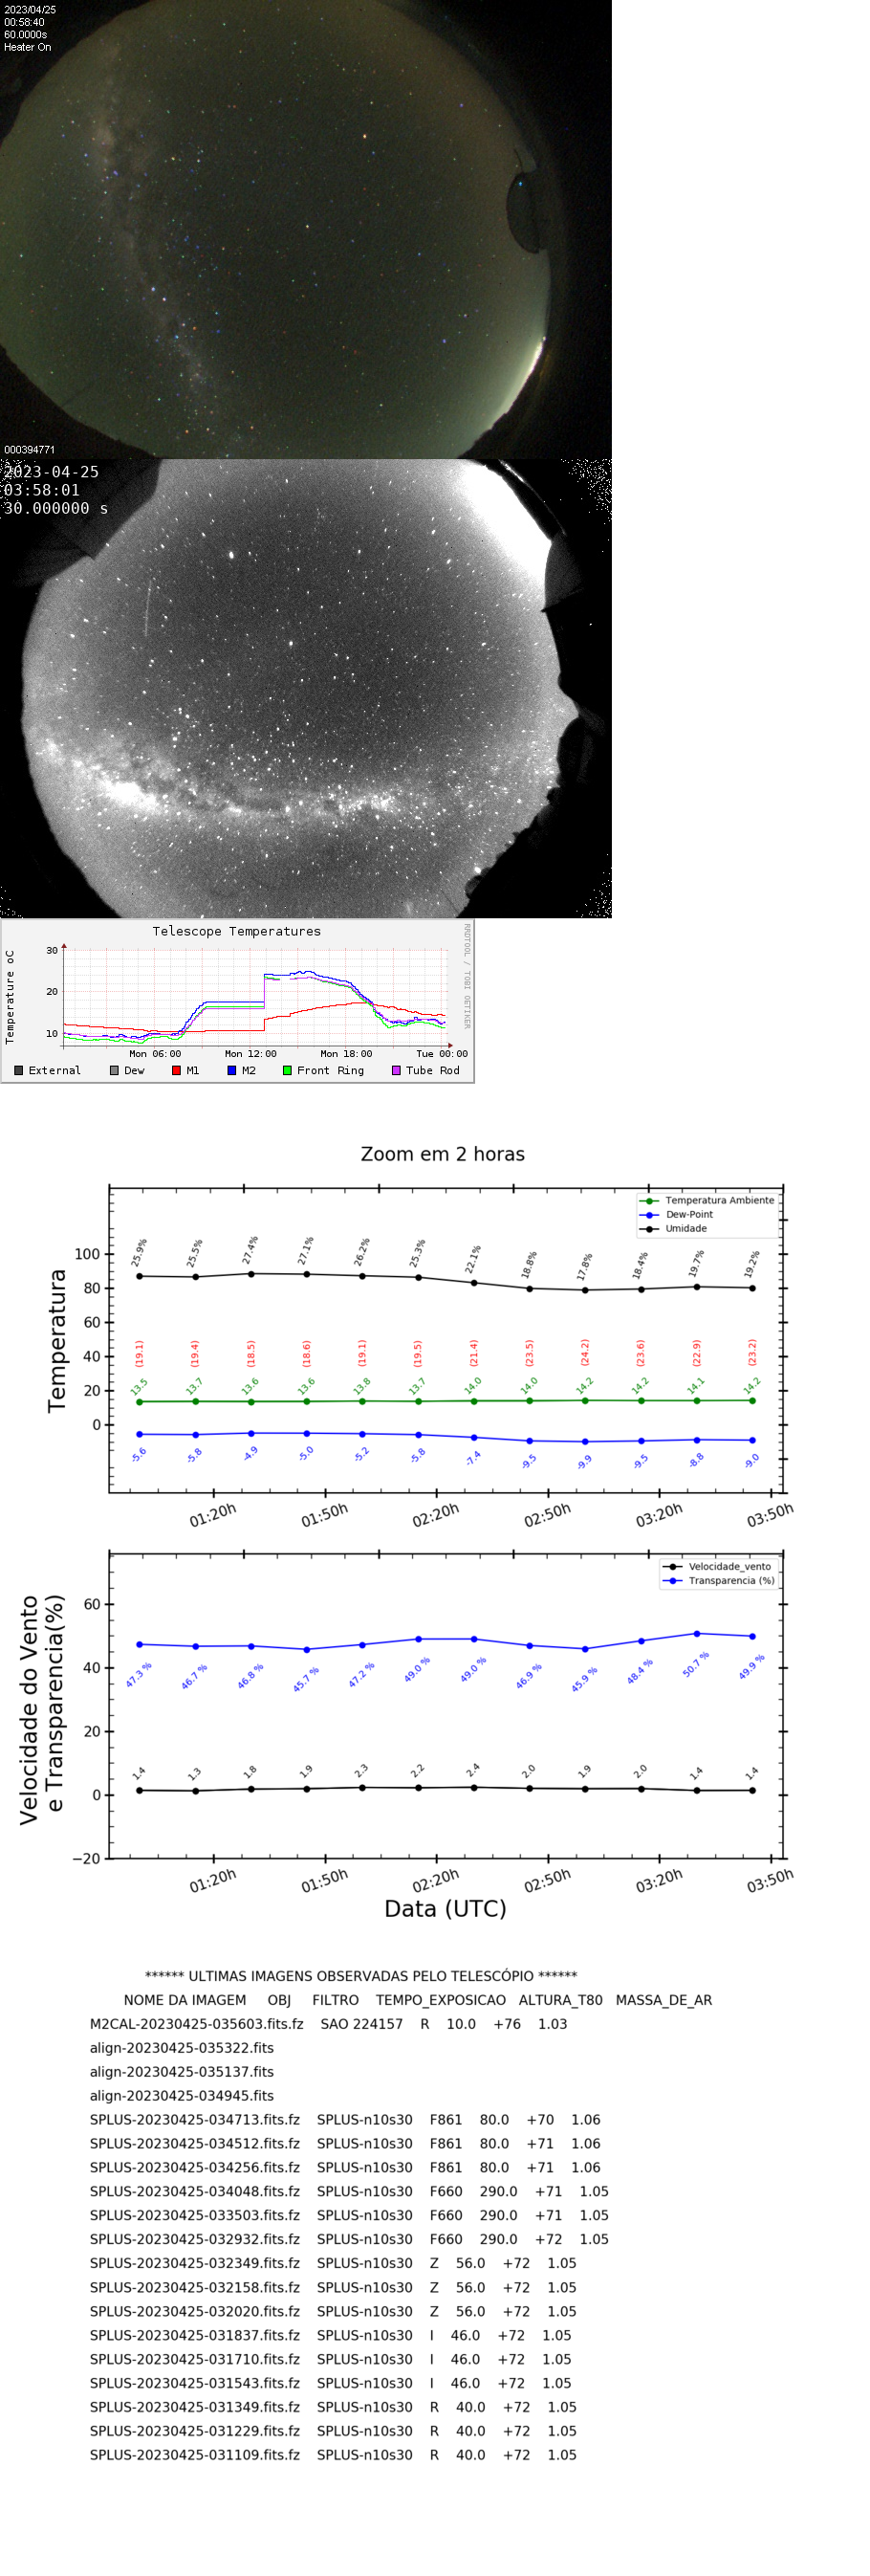 2023/04/25
00:58:40
60.0000s
Heater On
000394771
2023-04-25
03:58:01
30.000000 s
Telescope Temperatures
Temperature oC
30
20
10
Mon 06:00 Mon 12:00 Mon 18:00 Tue 00:00
External Dew M1 M2 Front Ring Tube Rod
RRDTOOL / TOBI OETIKER
Zoom em 2 horas
Temperatura
Temperatura Ambiente
Dew-Point
Umidade
100
80
60
40
20
0
25.9% 25.5% 27.4% 27.1% 26.2% 25.3% 22.1% 18.8% 17.8% 18.4% 19.7% 19.2%
(19.1) (19.4) (18.5) (18.6) (19.1) (19.5) (21.4) (23.5) (24.2) (23.6) (22.9) (23.2)
13.5 13.7 13.6 13.6 13.8 13.7 14.0 14.0 14.2 14.2 14.1 14.2
-5.6 -5.8 -4.9 -5.0 -5.2 -5.8 -7.4 -9.5 -9.9 -9.5 -8.8 -9.0
01:20h 01:50h 02:20h 02:50h 03:20h 03:50h
Velocidade do Vento
e Transparencia(%)
Velocidade_vento
Transparencia (%)
60
40
20
0
−20
47.3 % 46.7 % 46.8 % 45.7 % 47.2 % 49.0 % 49.0 % 46.9 % 45.9 % 48.4 % 50.7 % 49.9 %
1.4 1.3 1.8 1.9 2.3 2.2 2.4 2.0 1.9 2.0 1.4 1.4
01:20h 01:50h 02:20h 02:50h 03:20h 03:50h
Data (UTC)
****** ULTIMAS IMAGENS OBSERVADAS PELO TELESCÓPIO ******
NOME DA IMAGEM OBJ FILTRO TEMPO_EXPOSICAO ALTURA_T80 MASSA_DE_AR
M2CAL-20230425-035603.fits.fz SAO 224157 R 10.0 +76 1.03
align-20230425-035322.fits
align-20230425-035137.fits
align-20230425-034945.fits
SPLUS-20230425-034713.fits.fz SPLUS-n10s30 F861 80.0 +70 1.06
SPLUS-20230425-034512.fits.fz SPLUS-n10s30 F861 80.0 +71 1.06
SPLUS-20230425-034256.fits.fz SPLUS-n10s30 F861 80.0 +71 1.06
SPLUS-20230425-034048.fits.fz SPLUS-n10s30 F660 290.0 +71 1.05
SPLUS-20230425-033503.fits.fz SPLUS-n10s30 F660 290.0 +71 1.05
SPLUS-20230425-032932.fits.fz SPLUS-n10s30 F660 290.0 +72 1.05
SPLUS-20230425-032349.fits.fz SPLUS-n10s30 Z 56.0 +72 1.05
SPLUS-20230425-032158.fits.fz SPLUS-n10s30 Z 56.0 +72 1.05
SPLUS-20230425-032020.fits.fz SPLUS-n10s30 Z 56.0 +72 1.05
SPLUS-20230425-031837.fits.fz SPLUS-n10s30 I 46.0 +72 1.05
SPLUS-20230425-031710.fits.fz SPLUS-n10s30 I 46.0 +72 1.05
SPLUS-20230425-031543.fits.fz SPLUS-n10s30 I 46.0 +72 1.05
SPLUS-20230425-031349.fits.fz SPLUS-n10s30 R 40.0 +72 1.05
SPLUS-20230425-031229.fits.fz SPLUS-n10s30 R 40.0 +72 1.05
SPLUS-20230425-031109.fits.fz SPLUS-n10s30 R 40.0 +72 1.05